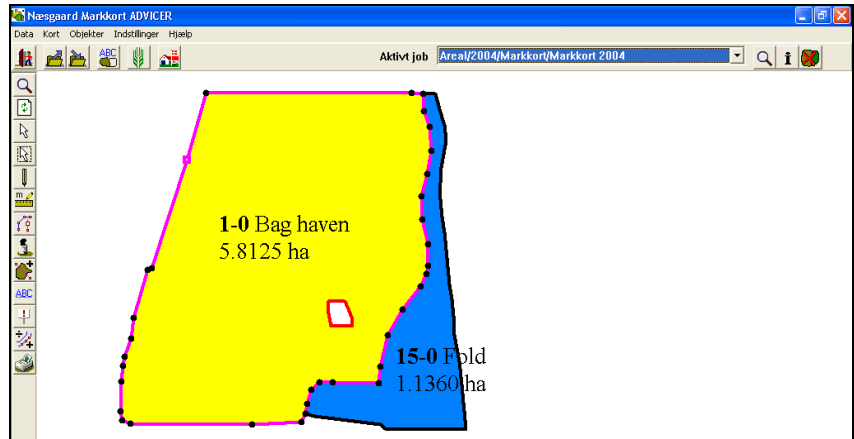 Næsgaard Markkort ADVICER
Data Kort Objekter Indstillinger Hjælp
ABC
Aktivt job Areal/2004/Markkort/Markkort 2004
m
ABC
1-0 Bag haven
5.8125 ha
15-0 Fold
1.1360 ha